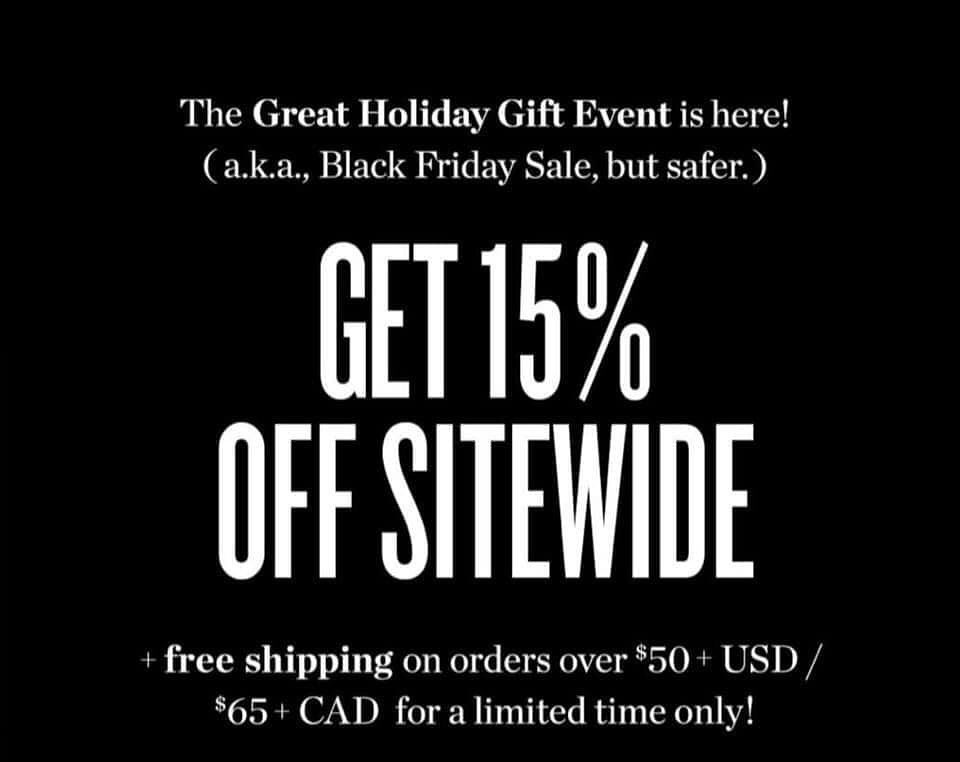 The Great Holiday Gift Event is here!
(a.k.a., Black Friday Sale, but safer.)
GET 15%
OFF SITEWIDE
+ free shipping on orders over $50+ USD /
$65+ CAD for a limited time only!